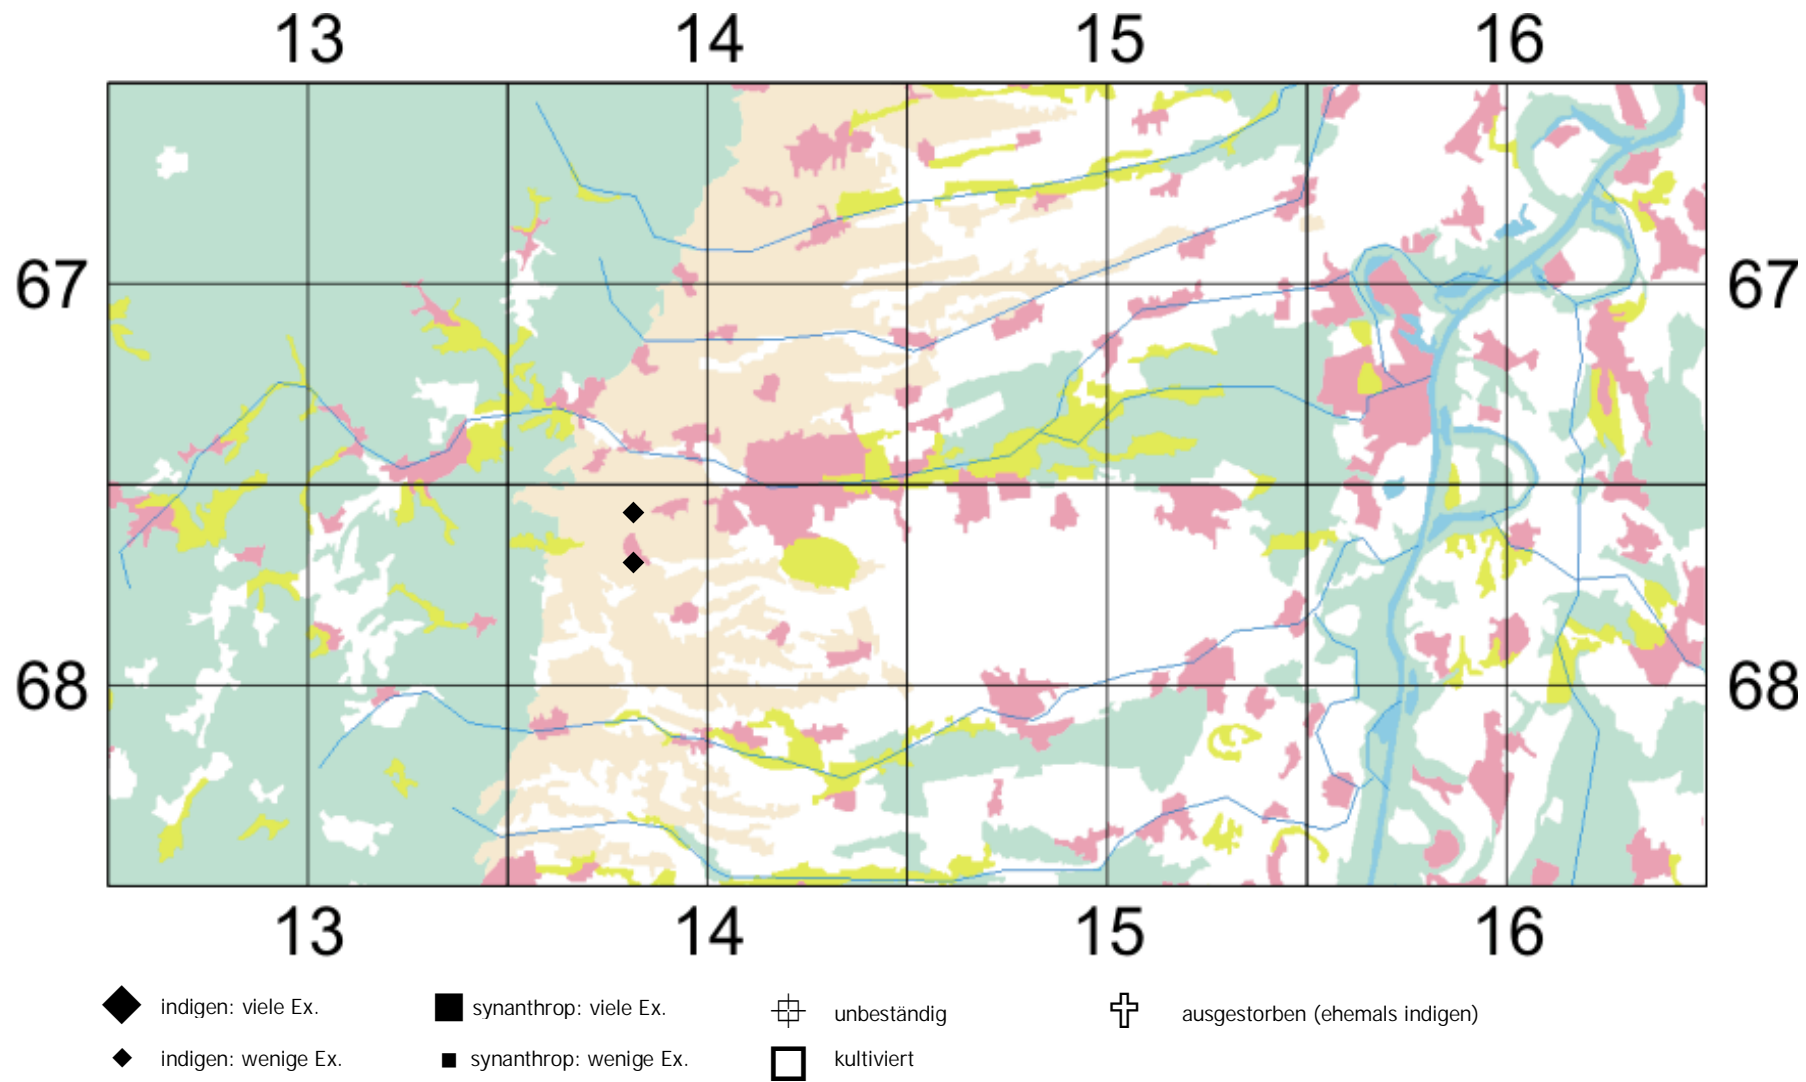 13 14 15 16
67 67
68 68
13 14 15 16
indigen: viele Ex. synanthrop: viele Ex. unbeständig ausgestorben (ehemals indigen)
indigen: wenige Ex. synanthrop: wenige Ex. kultiviert